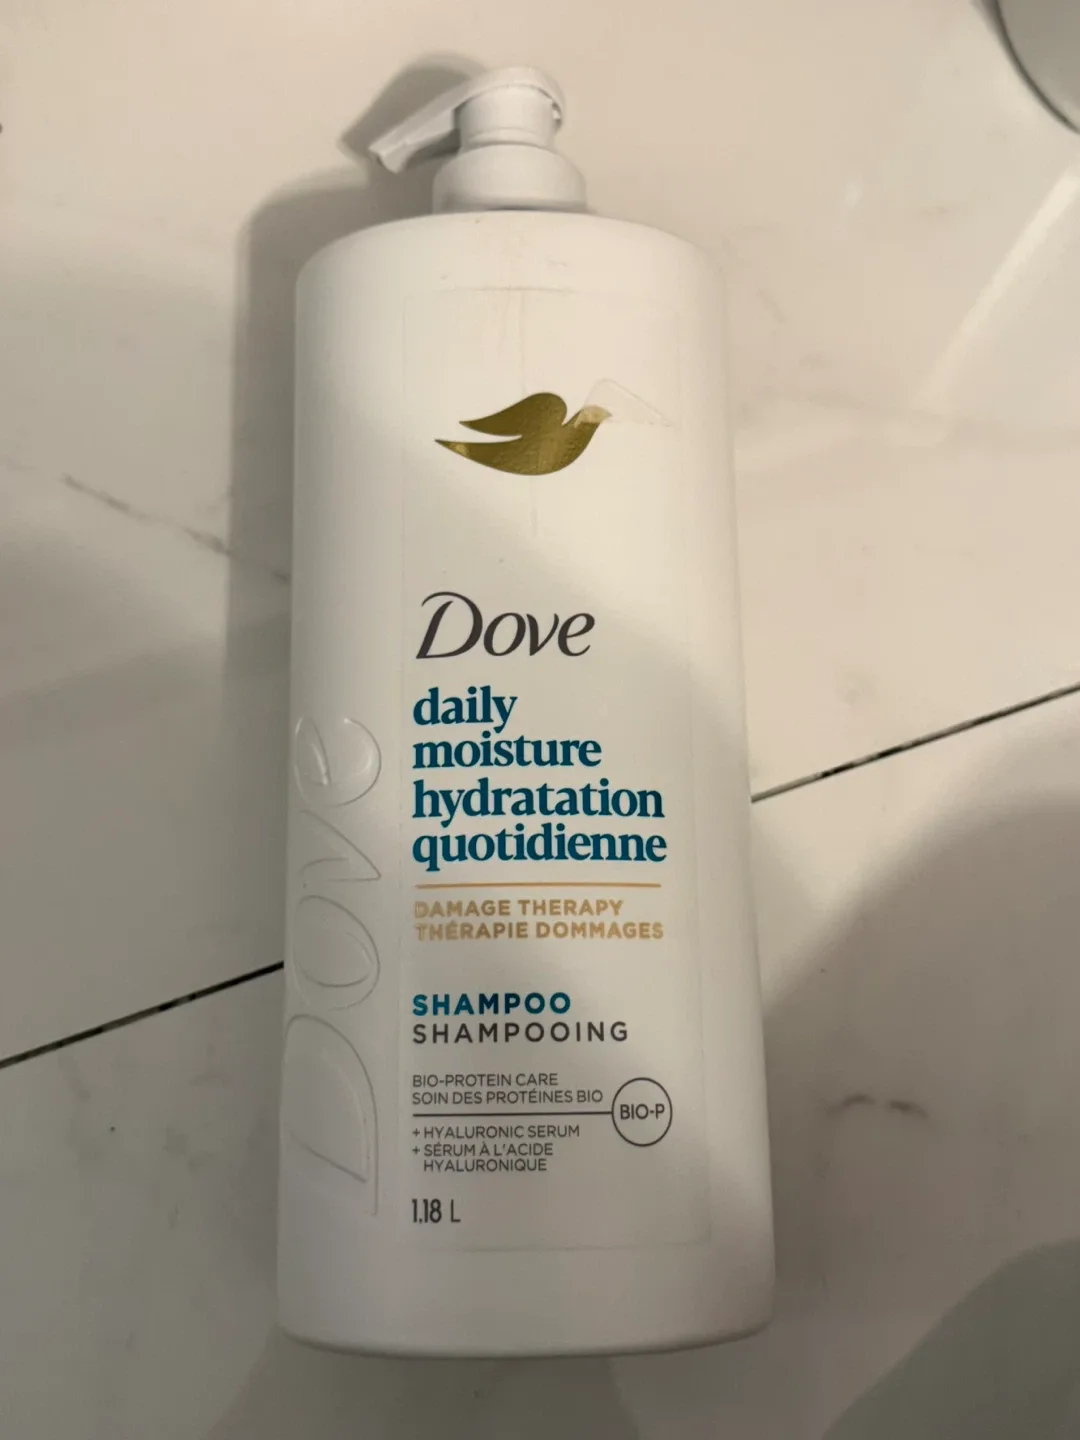 Dove
daily
moisture
hydratation
quotidienne
DAMAGE THERAPY
THÉRAPIE DOMMAGES
SHAMPOO
SHAMPOOING
BIO-PROTEIN CARE
SOIN DES PROTÉINES BIO
BIO-P
+ HYALURONIC SERUM
+ SÉRUM À L'ACIDE
HYALURONIQUE
1.18 L
Dove